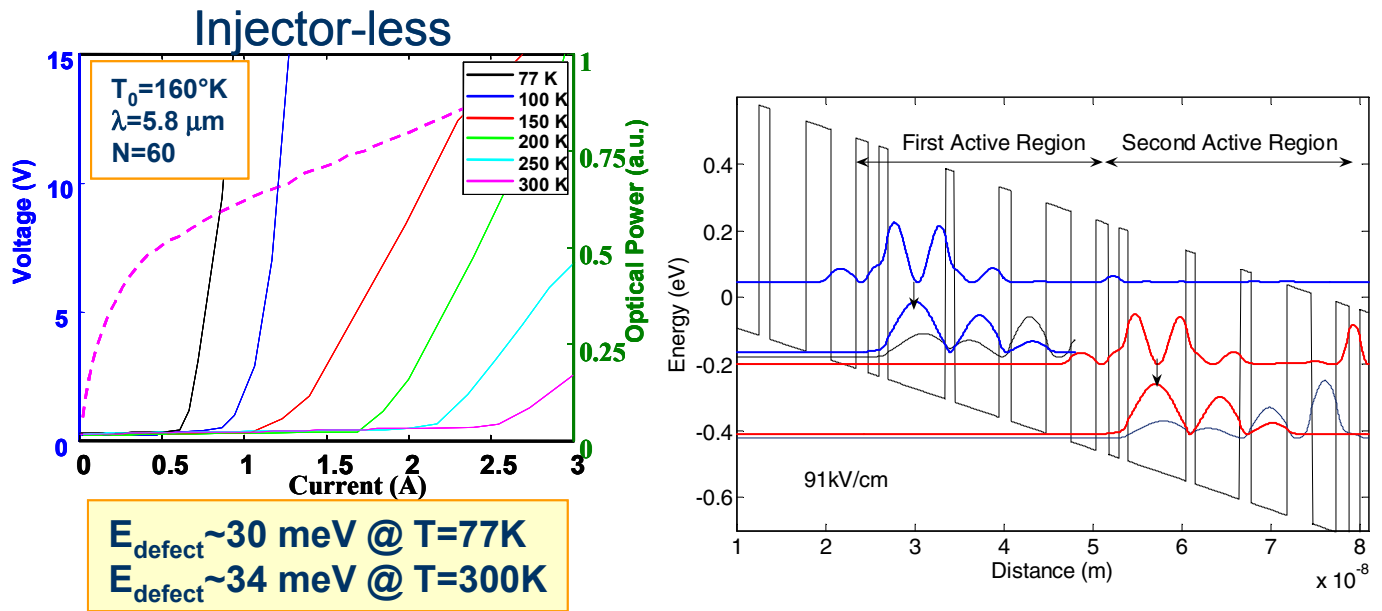 Injector-less
T0=160°K
λ=5.8 μm
N=60
77 K
100 K
150 K
200 K
250 K
300 K
Voltage (V)
15
10
5
0
0 0.5 1 1.5 2 2.5 3
Current (A)
1
0.75
0.5
0.25
0
Optical Power (a.u.)
Edefect~30 meV @ T=77K
Edefect~34 meV @ T=300K
First Active Region Second Active Region
Energy (eV)
0.4
0.2
0
-0.2
-0.4
-0.6
91kV/cm
1 2 3 4 5 6 7 8
Distance (m)
x 10-8